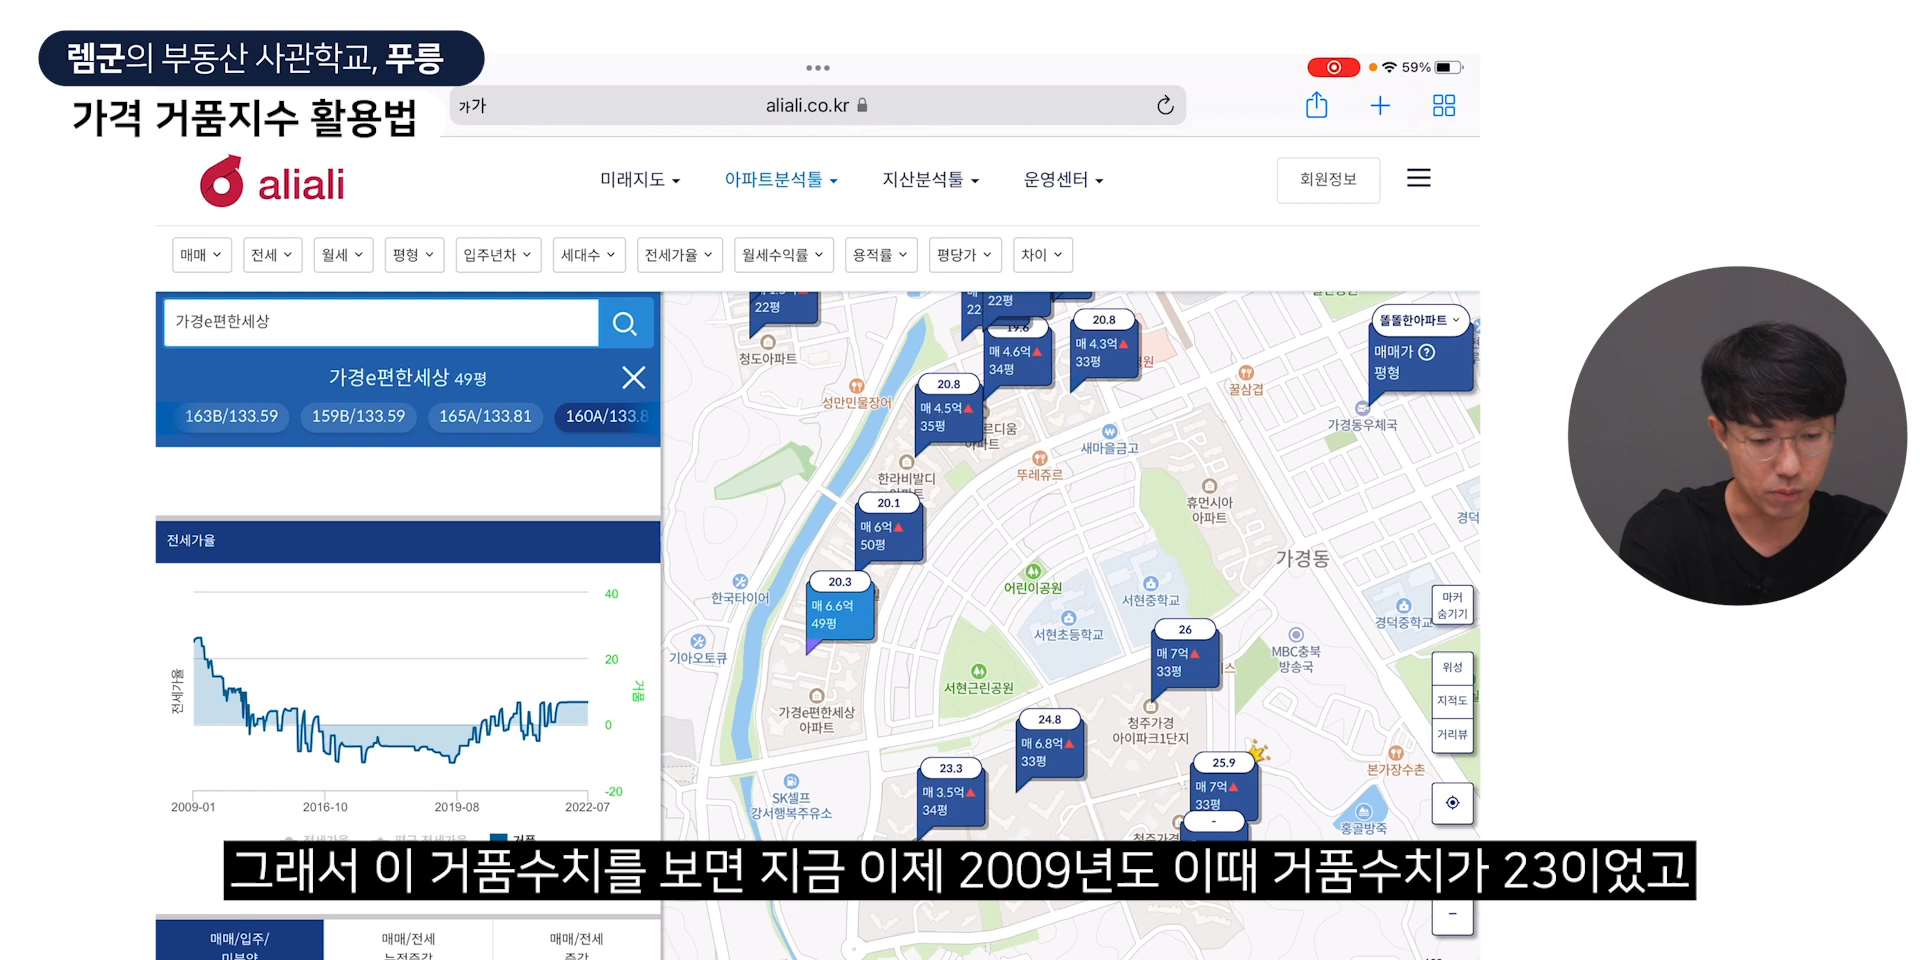 렘군의 부동산 사관학교, 푸릉
가격 거품지수 활용법
가가
aliali.co.kr
59%
aliali
미래지도
아파트분석툴
지산분석툴
운영센터
회원정보
매매
전세
월세
평형
입주년차
세대수
전세가율
월세수익률
용적률
평당가
차이
가경e편한세상
가경e편한세상 49평
163B/133.59
159B/133.59
165A/133.81
160A/133.8
전세가율
40
20
0
-20
전세가율
거품
2009-01
2016-10
2019-08
2022-07
거품
매매/입주/
매매/전세
매매/전세
22평
청도아파트
22
22평
19.6
매 4.6억
34평
20.8
매 4.3억
33평
20.8
매 4.5억
35평
성만민물장어
꿀삼겹
새마을금고
뚜레쥬르
한라비발디
아파트
휴먼시아
아파트
20.1
매 6억
50평
20.3
매 6.6억
49평
한국타이어
기아오토큐
어린이공원
서현중학교
서현초등학교
가경동
경덕중학교
MBC충북
방송국
26
매 7억
33평
서현근린공원
가경e편한세상
아파트
청주가경
아이파크1단지
24.8
매 6.8억
33평
23.3
매 3.5억
34평
25.9
매 7억
33평
-
SK셀프
강서행복주유소
본가장수촌
홍골방죽
똘똘한아파트
매매가 ?
평형
가경대우체국
마커
숨기기
위성
지적도
거리뷰
그래서 이 거품수치를 보면 지금 이제 2009년도 이때 거품수치가 23이었고